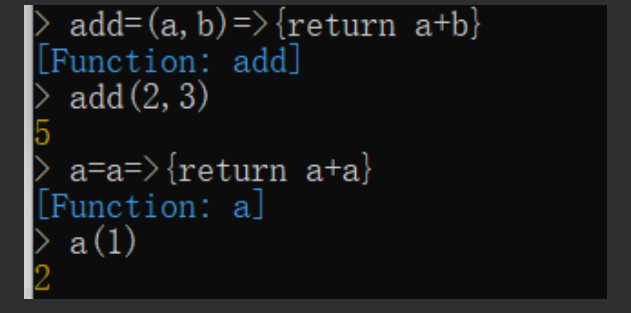 > add=(a,b)=>{return a+b}
[Function: add]
> add(2,3)
5
> a=a=>{return a+a}
[Function: a]
> a(1)
2